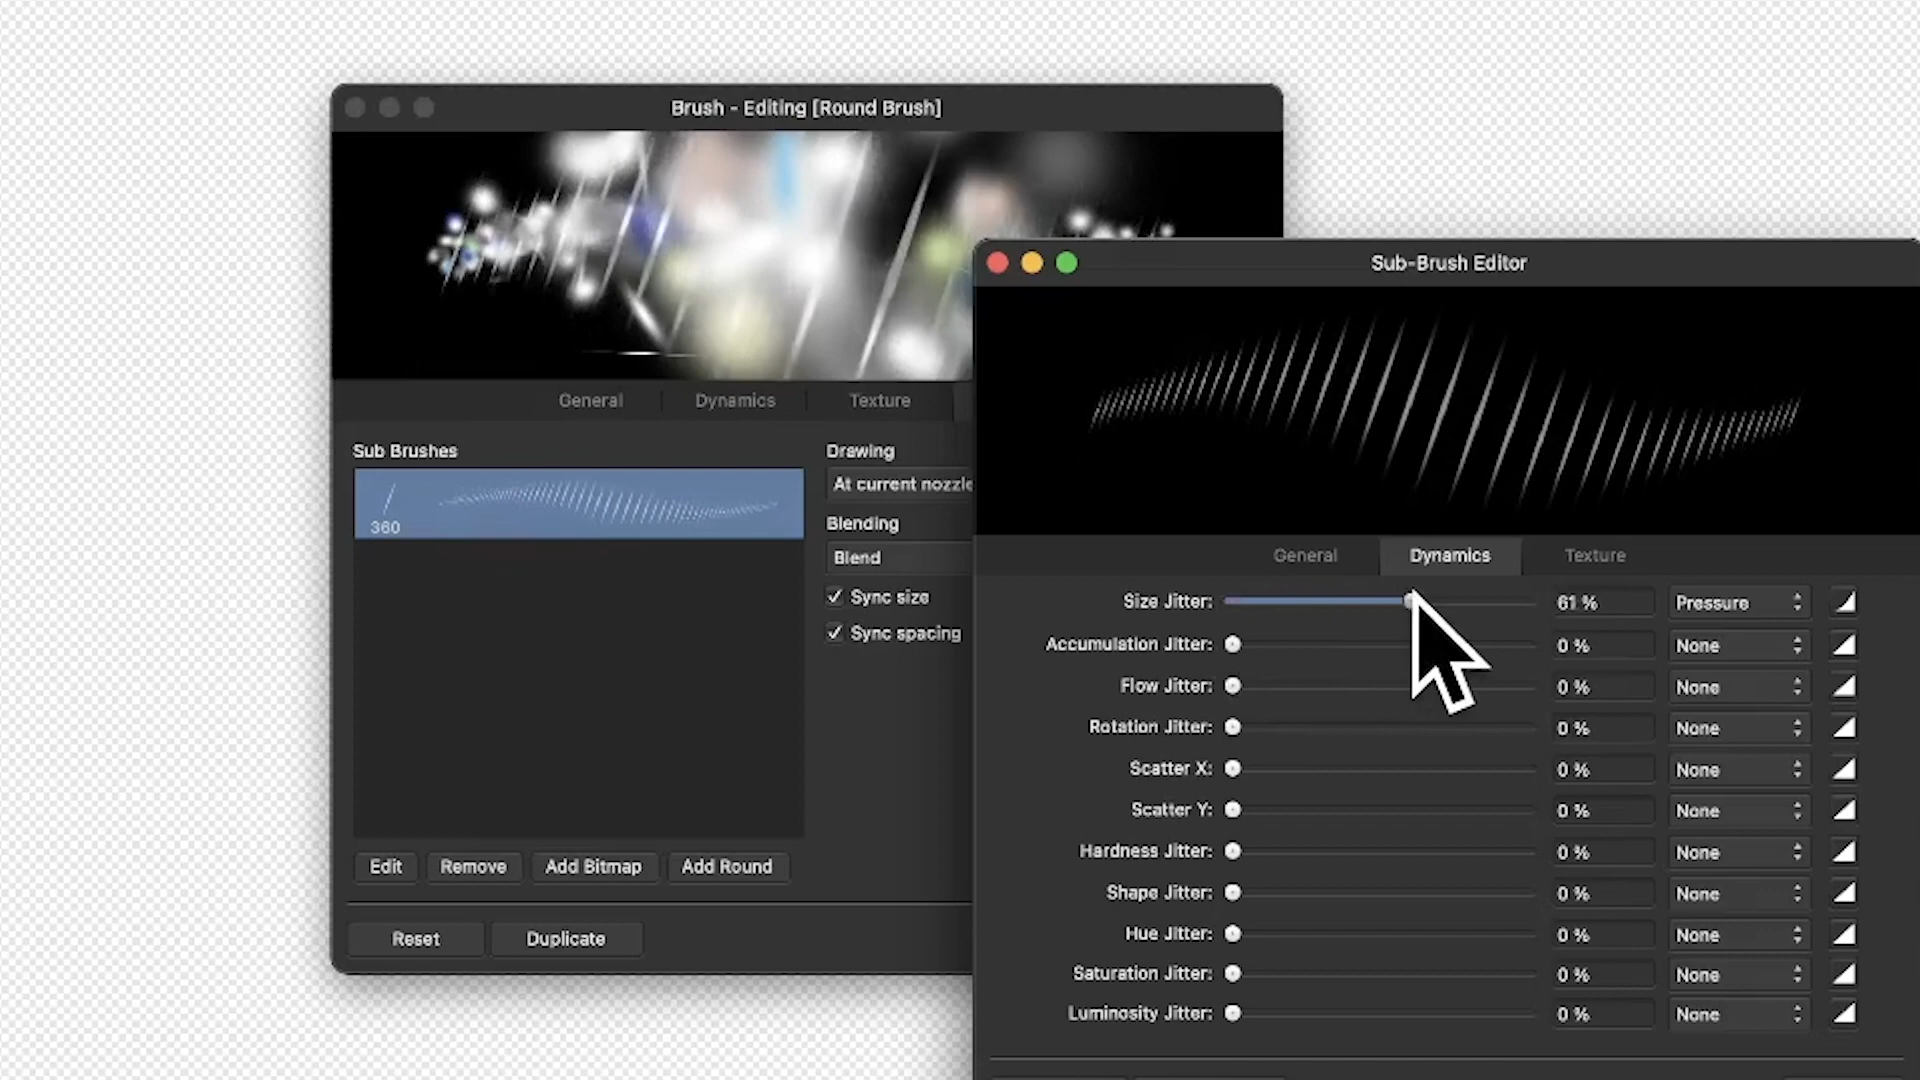 Brush - Editing [Round Brush]
General
Dynamics
Texture
Sub Brushes
360
Drawing
At current nozzle
Blending
Blend
Sync size
Sync spacing
Edit
Remove
Add Bitmap
Add Round
Reset
Duplicate
Sub-Brush Editor
General
Dynamics
Texture
Size Jitter: 61 % Pressure
Accumulation Jitter: 0 % None
Flow Jitter: 0 % None
Rotation Jitter: 0 % None
Scatter X: 0 % None
Scatter Y: 0 % None
Hardness Jitter: 0 % None
Shape Jitter: 0 % None
Hue Jitter: 0 % None
Saturation Jitter: 0 % None
Luminosity Jitter: 0 % None